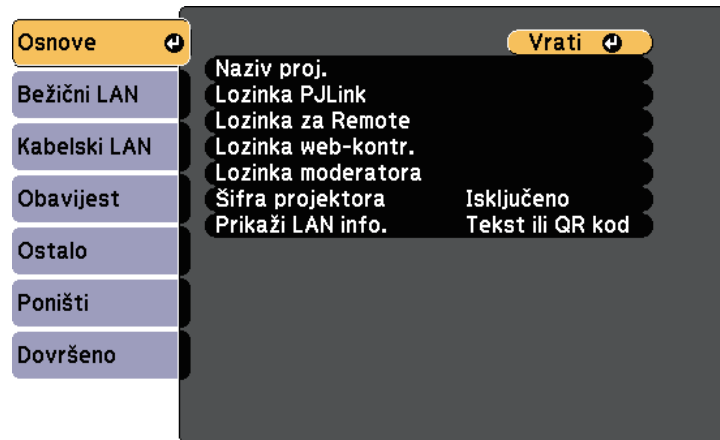 Osnove
Bežični LAN
Kabelski LAN
Obavijest
Ostalo
Poništi
Dovršeno
Vrati
Naziv proj.
Lozinka PJLink
Lozinka za Remote
Lozinka web-kontr.
Lozinka moderatora
Šifra projektora Isključeno
Prikaži LAN info. Tekst ili QR kod